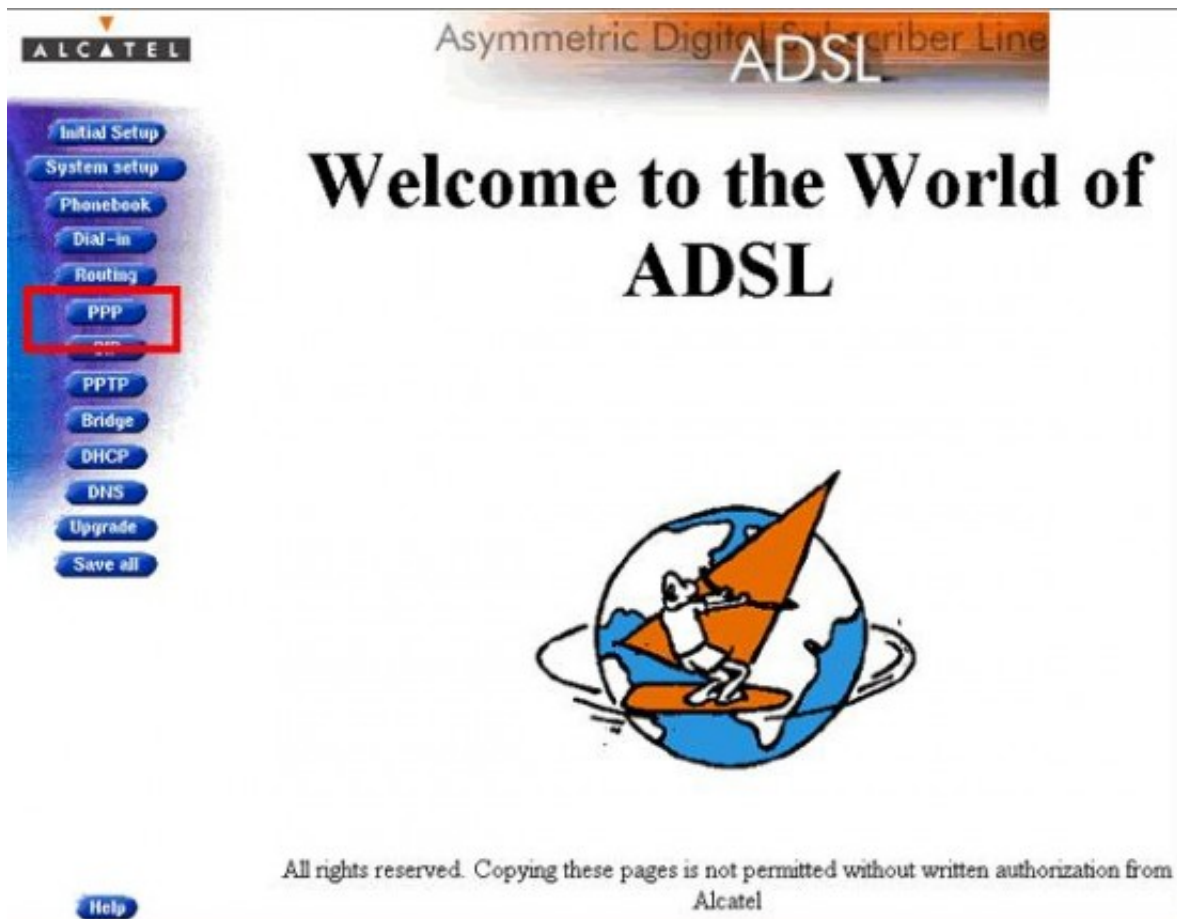 ALCATEL
Asymmetric Digital Subscriber Line
ADSL
Initial Setup
System setup
Phonebook
Dial-in
Routing
PPP
PPTP
Bridge
DHCP
DNS
Upgrade
Save all
Help
Welcome to the World of
ADSL
All rights reserved. Copying these pages is not permitted without written authorization from
Alcatel